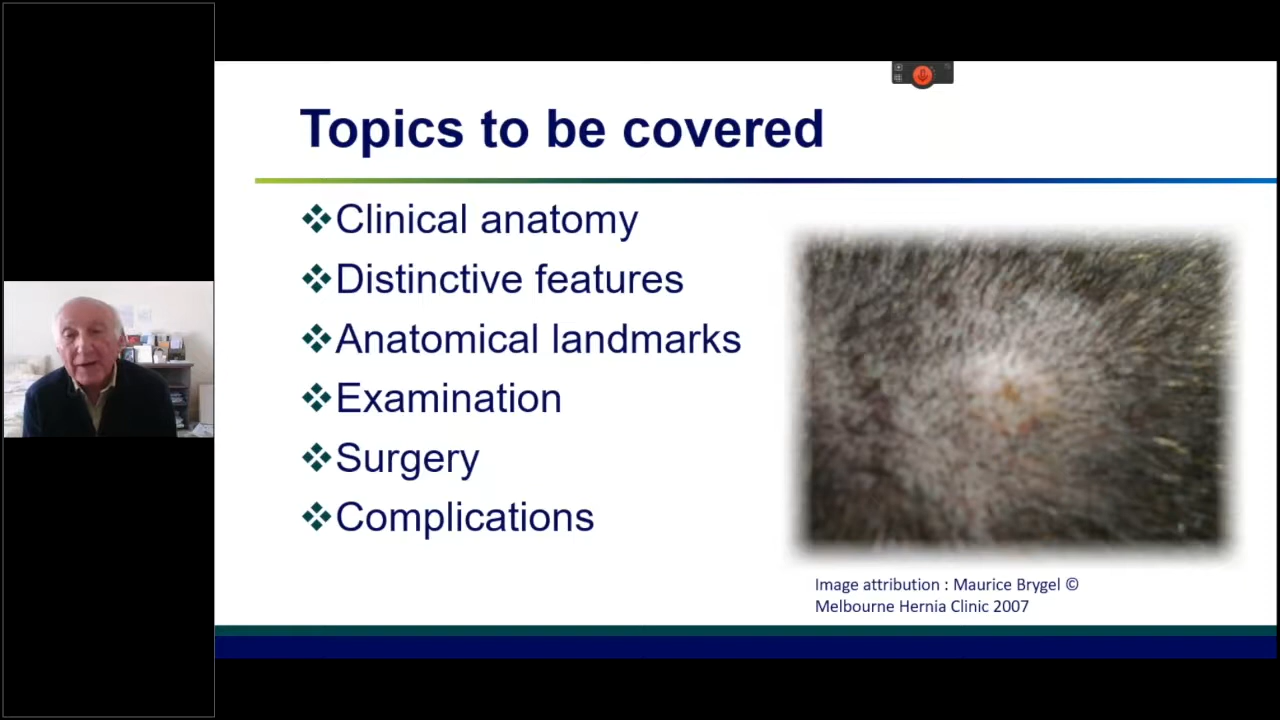 Topics to be covered
Clinical anatomy
Distinctive features
Anatomical landmarks
Examination
Surgery
Complications
Image attribution : Maurice Brygel ©
Melbourne Hernia Clinic 2007